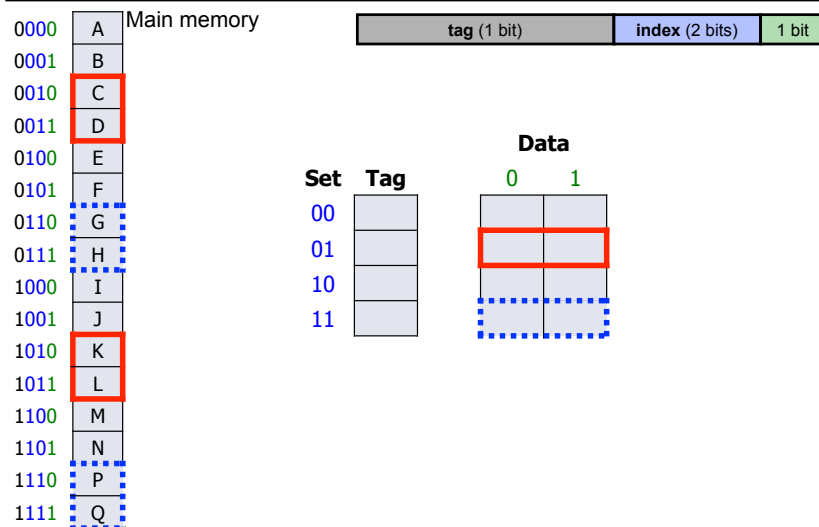 Main memory
tag (1 bit) index (2 bits) 1 bit
0000 A
0001 B
0010 C
0011 D
0100 E
0101 F
0110 G
0111 H
1000 I
1001 J
1010 K
1011 L
1100 M
1101 N
1110 P
1111 Q
Data
Set Tag 0 1
00
01
10
11